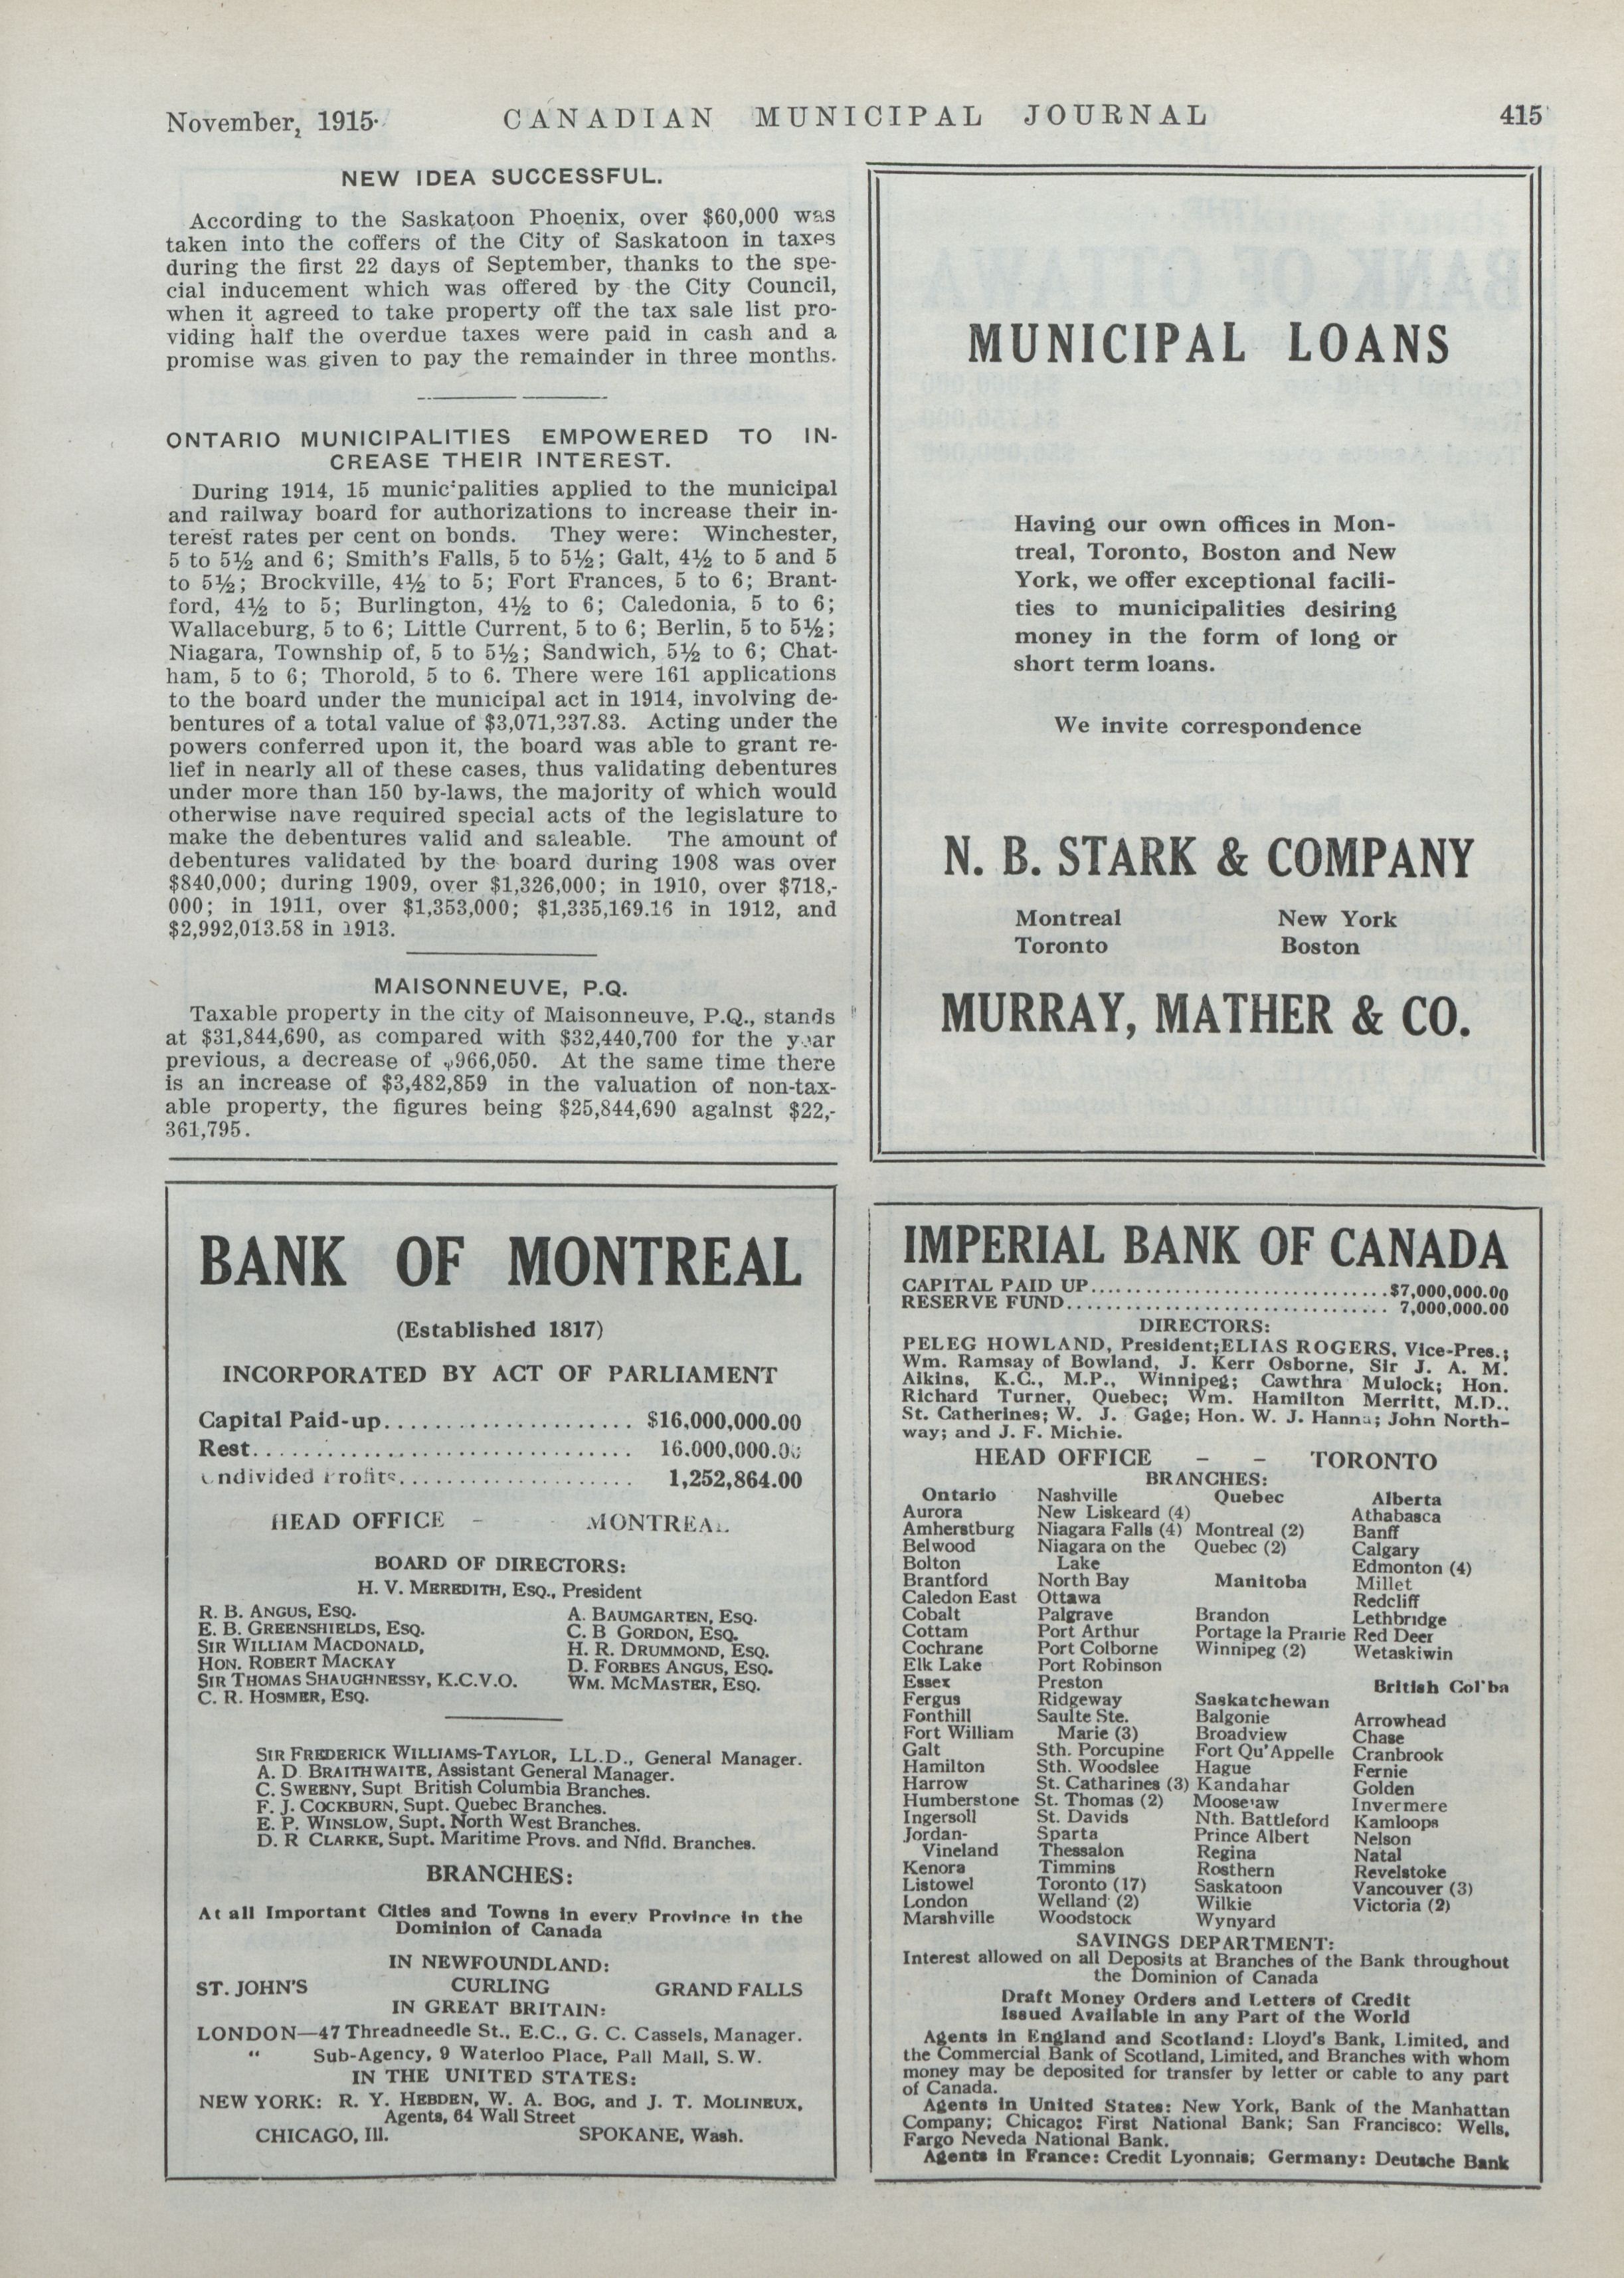 November, 1915.
CANADIAN MUNICIPAL JOURNAL
415
NEW IDEA SUCCESSFUL.
According to the Saskatoon Phoenix, over $60,000 was
taken into the coffers of the City of Saskatoon in taxes
during the first 22 days of September, thanks to the spe-
cial inducement which was offered by the City Council,
when it agreed to take property off the tax sale list pro-
viding half the overdue taxes were paid in cash and a
promise was given to pay the remainder in three months.
ONTARIO MUNICIPALITIES EMPOWERED TO IN-
CREASE THEIR INTEREST.
During 1914, 15 municipalities applied to the municipal
and railway board for authorizations to increase their in-
terest rates per cent on bonds. They were: Winchester,
5 to 5½ and 6; Smith's Falls, 5 to 5½; Galt, 4½ to 5 and 5
to 5½; Brockville, 4½ to 5; Fort Frances, 5 to 6; Brant-
ford, 4½ to 5; Burlington, 4½ to 6; Caledonia, 5 to 6;
Wallaceburg, 5 to 6; Little Current, 5 to 6; Berlin, 5 to 5½;
Niagara, Township of, 5 to 5½; Sandwich, 5½ to 6; Chat-
ham, 5 to 6; Thorold, 5 to 6. There were 161 applications
to the board under the municipal act in 1914, involving de-
bentures of a total value of $3,071,337.83. Acting under the
powers conferred upon it, the board was able to grant re-
lief in nearly all of these cases, thus validating debentures
under more than 150 by-laws, the majority of which would
otherwise nave required special acts of the legislature to
make the debentures valid and saleable. The amount of
debentures validated by the board during 1908 was over
$840,000; during 1909, over $1,326,000; in 1910, over $718,-
000; in 1911, over $1,353,000; $1,335,169.16 in 1912, and
$2,992,013.58 in 1913.
MAISONNEUVE, P.Q.
Taxable property in the city of Maisonneuve, P.Q., stands
at $31,844,690, as compared with $32,440,700 for the year
previous, a decrease of $966,050. At the same time there
is an increase of $3,482,859 in the valuation of non-tax-
able property, the figures being $25,844,690 against $22,-
361,795.
MUNICIPAL LOANS
Having our own offices in Mon-
treal, Toronto, Boston and New
York, we offer exceptional facili-
ties to municipalities desiring
money in the form of long or
short term loans.
We invite correspondence
N. B. STARK & COMPANY
Montreal New York
Toronto Boston
MURRAY, MATHER & CO.
BANK OF MONTREAL
(Established 1817)
INCORPORATED BY ACT OF PARLIAMENT
Capital Paid-up............................ $16,000,000.00
Rest............................................ 16.000,000.00
Undivided Profits.......................... 1,252,864.00
HEAD OFFICE - MONTREAL
BOARD OF DIRECTORS:
H. V. MEREDITH, ESQ., President
R. B. ANGUS, ESQ. A. BAUMGARTEN, ESQ.
E. B. GREENSHIELDS, ESQ. C. B GORDON, ESQ.
SIR WILLIAM MACDONALD, H. R. DRUMMOND, ESQ.
HON. ROBERT MACKAY D. FORBES ANGUS, ESQ.
SIR THOMAS SHAUGHNESSY, K.C.V.O. WM. MCMASTER, ESQ.
C. R. HOSMER, ESQ.
SIR FREDERICK WILLIAMS-TAYLOR, LL.D., General Manager.
A. D. BRAITHWAITE, Assistant General Manager.
C. SWEENY, Supt. British Columbia Branches.
F. J. COCKBURN, Supt. Quebec Branches.
E. P. WINSLOW, Supt. North West Branches.
D. R CLARKE, Supt. Maritime Provs. and Nfld. Branches.
BRANCHES:
At all Important Cities and Towns in every Province in the
Dominion of Canada
IN NEWFOUNDLAND:
ST. JOHN'S CURLING GRAND FALLS
IN GREAT BRITAIN:
LONDON—47 Threadneedle St., E.C., G. C. Cassels, Manager.
" Sub-Agency, 9 Waterloo Place, Pall Mall, S.W.
IN THE UNITED STATES:
NEW YORK: R. Y. HEBDEN, W. A. BOG, and J. T. MOLINEUX,
Agents, 64 Wall Street
CHICAGO, Ill. SPOKANE, Wash.
IMPERIAL BANK OF CANADA
CAPITAL PAID UP................................$7,000,000.00
RESERVE FUND.................................. 7,000,000.00
DIRECTORS:
PELEG HOWLAND, President;ELIAS ROGERS, Vice-Pres.;
Wm. Ramsay of Bowland, J. Kerr Osborne, Sir J. A. M.
Aikins, K.C., M.P., Winnipeg; Cawthra Mulock; Hon.
Richard Turner, Quebec; Wm. Hamilton Merritt, M.D.,
St. Catherines; W. J. Gage; Hon. W. J. Hanna; John North-
way; and J. F. Michie.
HEAD OFFICE - - TORONTO
BRANCHES:
Ontario
Aurora
Amherstburg
Belwood
Bolton
Brantford
Caledon East
Cobalt
Cottam
Cochrane
Elk Lake
Essex
Fergus
Fonthill
Fort William
Galt
Hamilton
Harrow
Humberstone
Ingersoll
Jordan-
Vineland
Kenora
Listowel
London
Marshville
Nashville
New Liskeard (4)
Niagara Falls (4)
Niagara on the
Lake
North Bay
Ottawa
Palgrave
Port Arthur
Port Colborne
Port Robinson
Preston
Ridgeway
Saulte Ste.
Marie (3)
Sth. Porcupine
Sth. Woodslee
St. Catharines (3)
St. Thomas (2)
St. Davids
Sparta
Thessalon
Timmins
Toronto (17)
Welland (2)
Woodstock
Quebec
Montreal (2)
Quebec (2)
Manitoba
Brandon
Portage la Prairie
Winnipeg (2)
Saskatchewan
Balgonie
Broadview
Fort Qu'Appelle
Hague
Kandahar
Moosejaw
Nth. Battleford
Prince Albert
Regina
Rosthern
Saskatoon
Wilkie
Wynyard
Alberta
Athabasca
Banff
Calgary
Edmonton (4)
Millet
Redcliff
Lethbridge
Red Deer
Wetaskiwin
British Col'ba
Arrowhead
Chase
Cranbrook
Fernie
Golden
Invermere
Kamloops
Nelson
Natal
Revelstoke
Vancouver (3)
Victoria (2)
SAVINGS DEPARTMENT:
Interest allowed on all Deposits at Branches of the Bank throughout
the Dominion of Canada
Draft Money Orders and Letters of Credit
Issued Available in any Part of the World
Agents in England and Scotland: Lloyd's Bank, Limited, and
the Commercial Bank of Scotland, Limited, and Branches with whom
money may be deposited for transfer by letter or cable to any part
of Canada.
Agents in United States: New York, Bank of the Manhattan
Company; Chicago: First National Bank; San Francisco: Wells,
Fargo Neveda National Bank.
Agents in France: Credit Lyonnais; Germany: Deutsche Bank